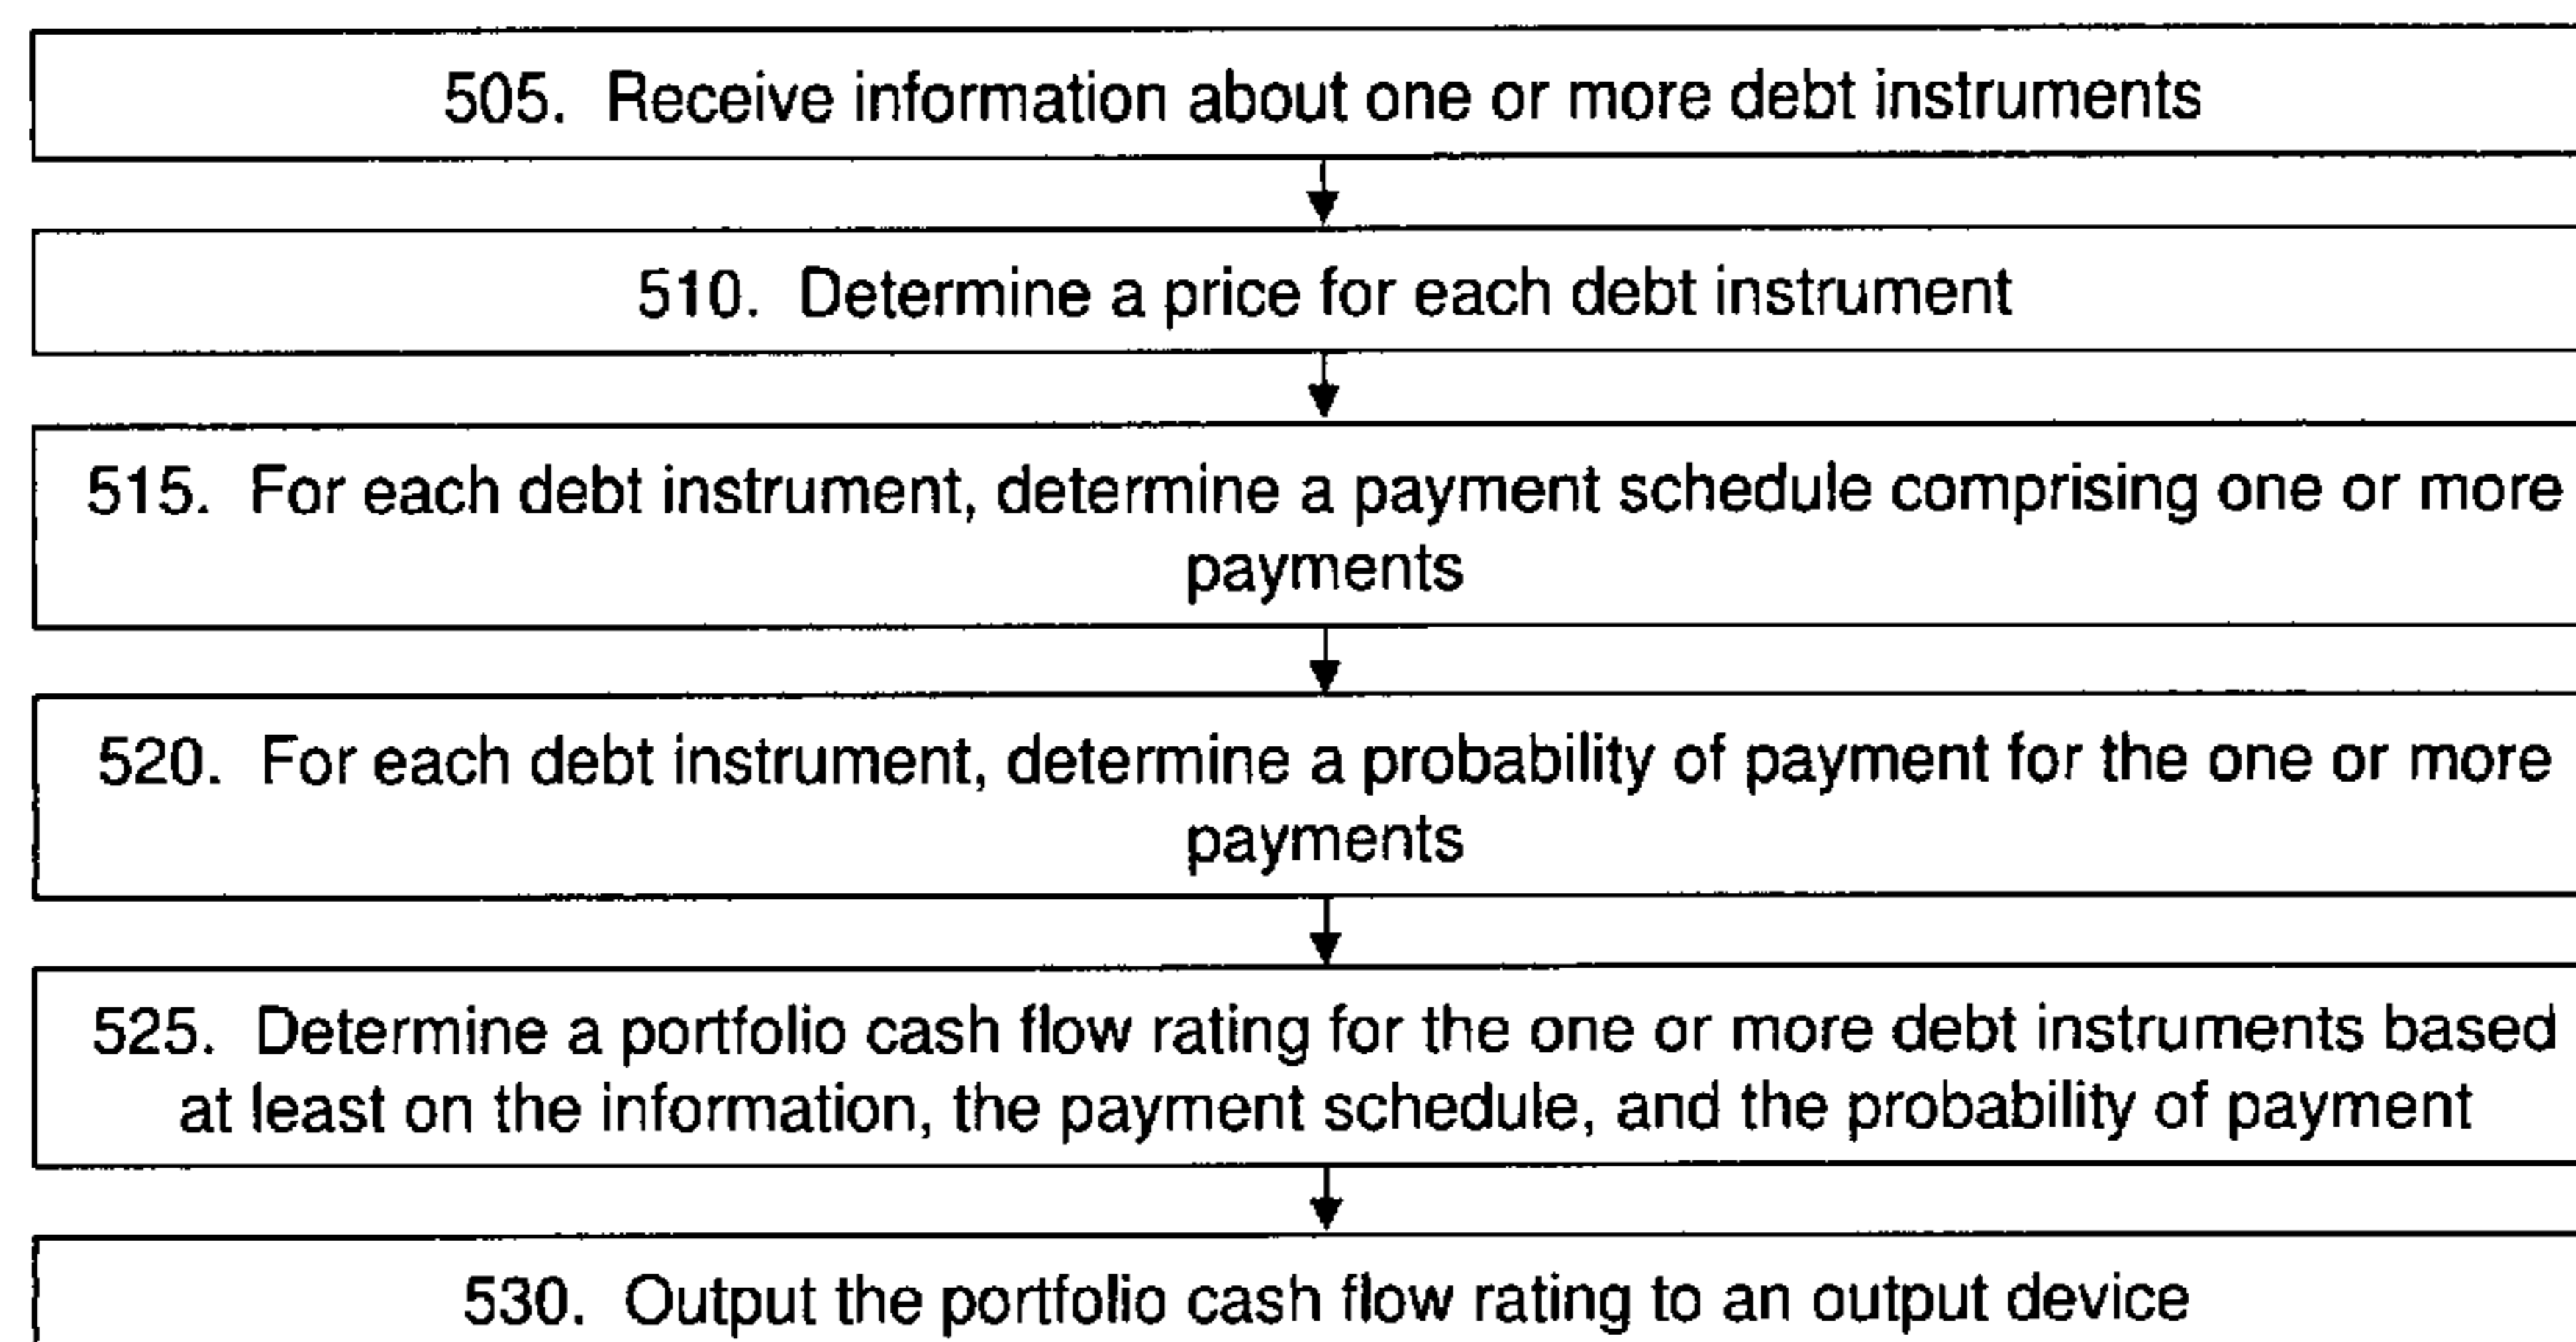 505. Receive information about one or more debt instruments
510. Determine a price for each debt instrument
515. For each debt instrument, determine a payment schedule comprising one or more
payments
520. For each debt instrument, determine a probability of payment for the one or more
payments
525. Determine a portfolio cash flow rating for the one or more debt instruments based
at least on the information, the payment schedule, and the probability of payment
530. Output the portfolio cash flow rating to an output device